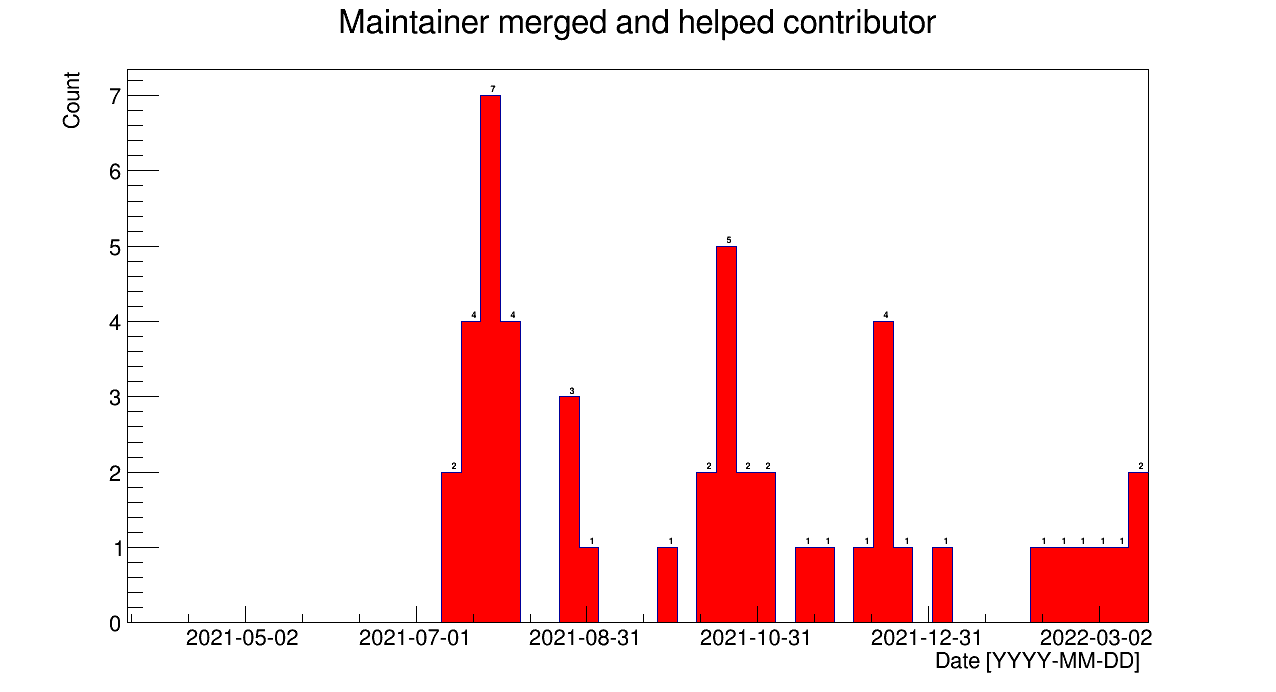 Maintainer merged and helped contributor
Count
7
6
5
4
3
2
1
0
2 4 7 4 3 1 1 2 5 2 2 1 1 1 4 1 1 1 1 1 1 1 2
2021-05-02 2021-07-01 2021-08-31 2021-10-31 2021-12-31 2022-03-02
Date [YYYY-MM-DD]